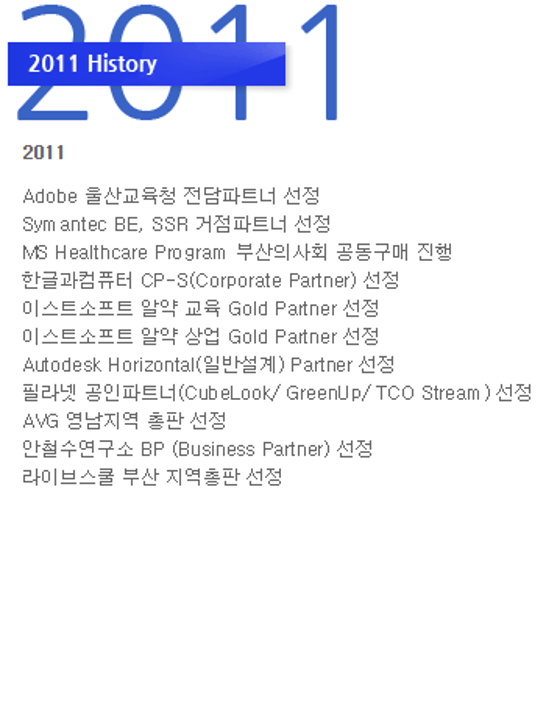 2011
2011 History
2011
Adobe 울산교육청 전담파트너 선정
Symantec BE, SSR 거점파트너 선정
MS Healthcare Program 부산의사회 공동구매 진행
한글과컴퓨터 CP-S(Corporate Partner) 선정
이스트소프트 알약 교육 Gold Partner 선정
이스트소프트 알약 상업 Gold Partner 선정
Autodesk Horizontal(일반설계) Partner 선정
필라넷 공인파트너(CubeLook/ GreenUp/ TCO Stream) 선정
AVG 영남지역 총판 선정
안철수연구소 BP (Business Partner) 선정
라이브스쿨 부산 지역총판 선정